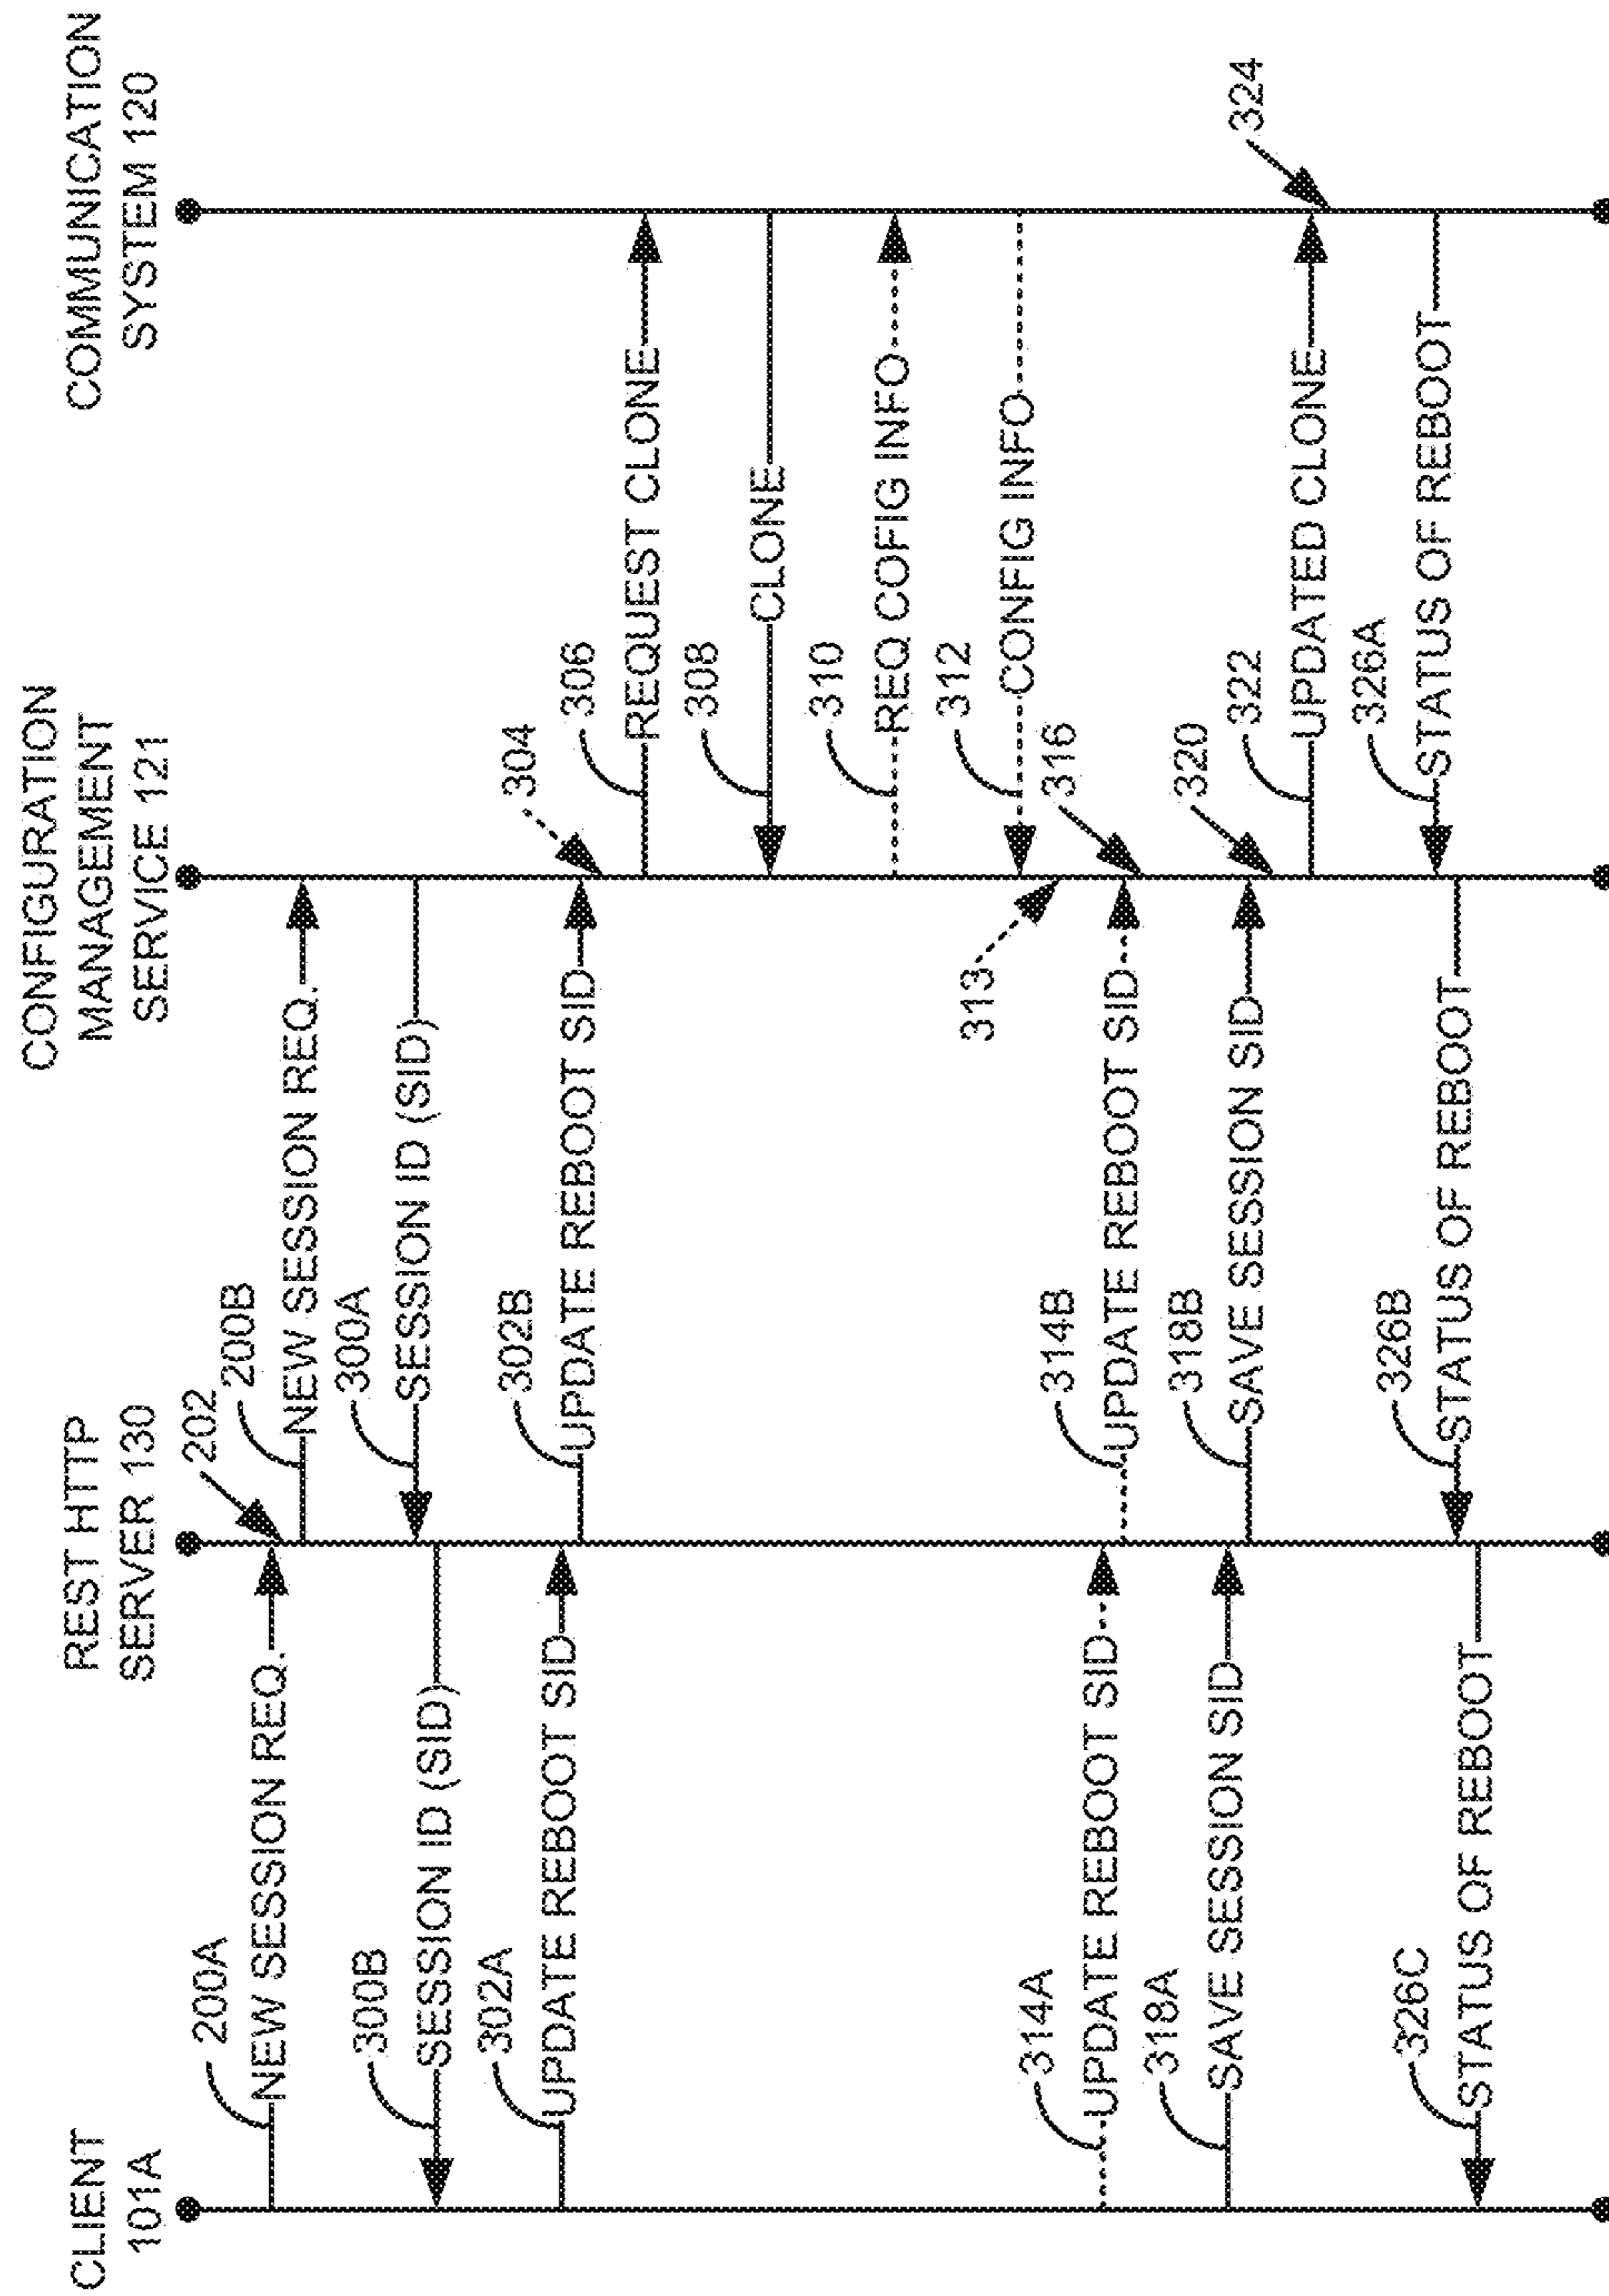 CLIENT
101A
REST HTTP
SERVER 130
CONFIGURATION
MANAGEMENT
SERVICE 121
COMMUNICATION
SYSTEM 120
200A
NEW SESSION REQ.
202
200B
NEW SESSION REQ.
300A
SESSION ID (SID)
300B
SESSION ID (SID)
302A
UPDATE REBOOT SID
302B
UPDATE REBOOT SID
304
306
REQUEST CLONE
308
CLONE
310
REQ COFIG INFO
312
CONFIG INFO
313
314A
UPDATE REBOOT SID
314B
UPDATE REBOOT SID
316
318A
SAVE SESSION SID
318B
SAVE SESSION SID
320
322
UPDATED CLONE
324
326A
STATUS OF REBOOT
326B
STATUS OF REBOOT
326C
STATUS OF REBOOT